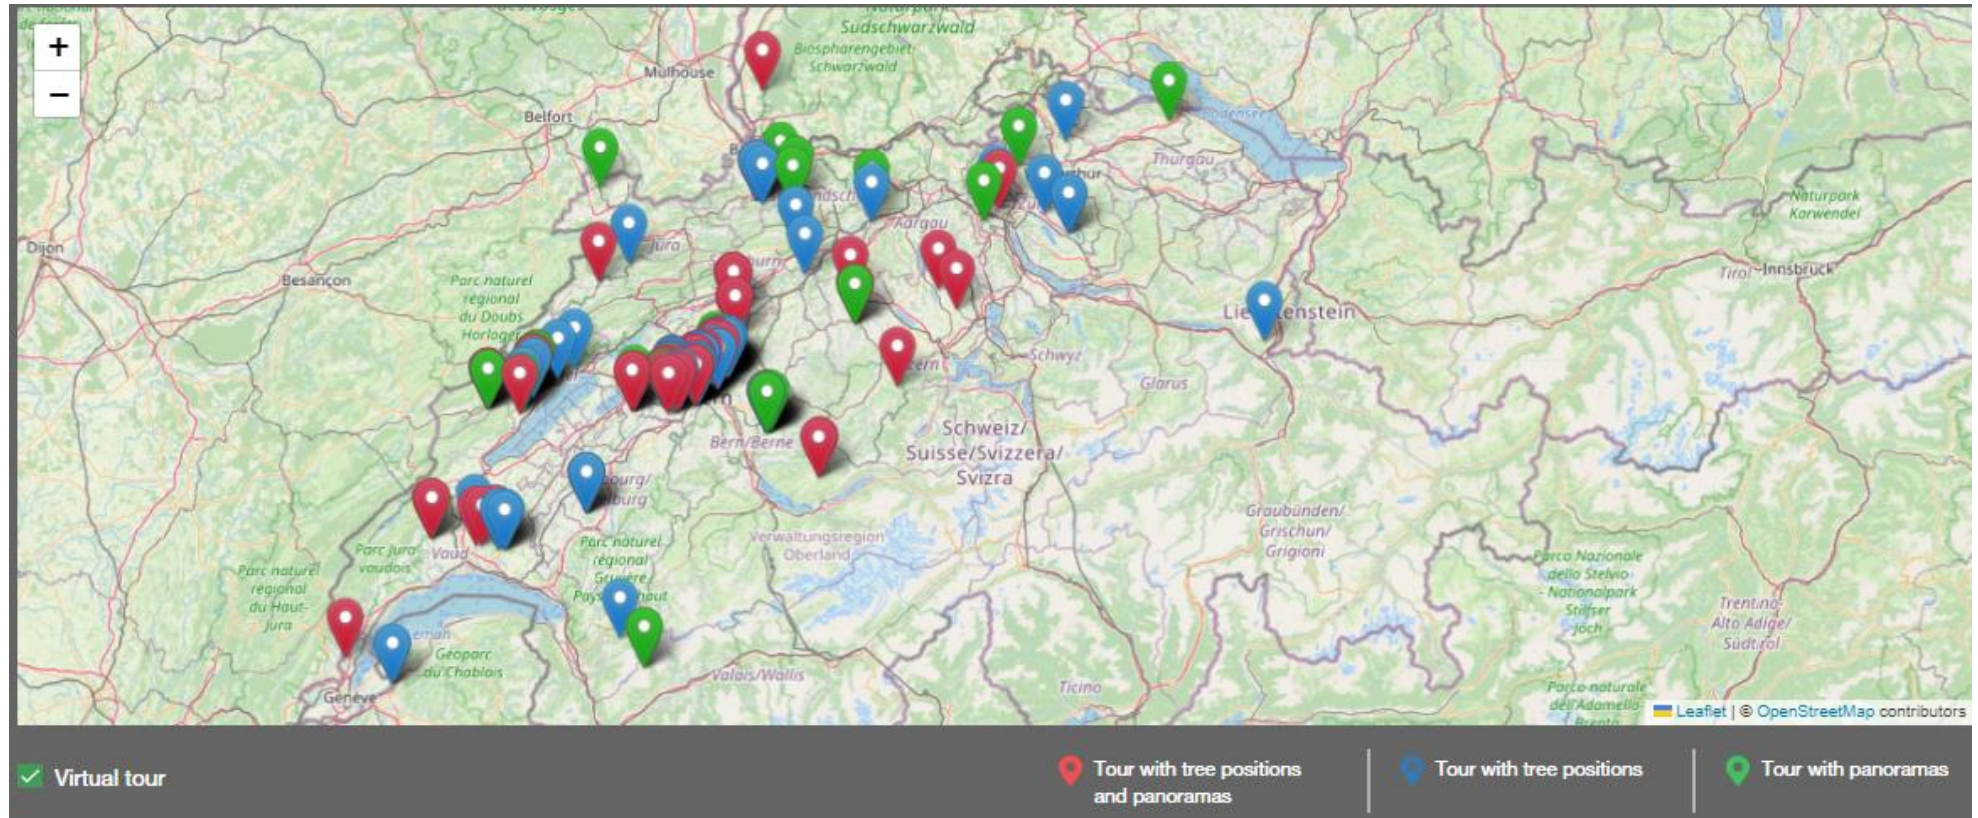 Naturpark
Südschwarzwald
Biosphärengebiet
Schwarzwald
+
−
Mulhouse
Belfort
Bodensee
Thurgau
Jura
Aargau
Naturpark
Karwendel
Dijon
Besançon
Parc naturel
régional
du Doubs
Tirol
Innsbruck
Schwyz
Glarus
Bern/Berne
Schweiz/
Suisse/Svizzera/
Svizra
Graubünden/
Grischun/
Grigioni
Verwaltungsregion
Oberland
Parc Jura
vaudois
Vaud
Parc naturel
régional
du Haut-
Jura
Parc naturel
régional
Gruyère
Parco Nazionale
dello Stelvio
- Nationalpark
Stilfser
Joch
Trentino-
Alto Adige/
Südtirol
Géoparc
du Chablais
Genève
Valais/Wallis
Ticino
Parco naturale
dell'Adamello-
Brenta
Leaflet | © OpenStreetMap contributors
Virtual tour
Tour with tree positions
and panoramas
Tour with tree positions
Tour with panoramas